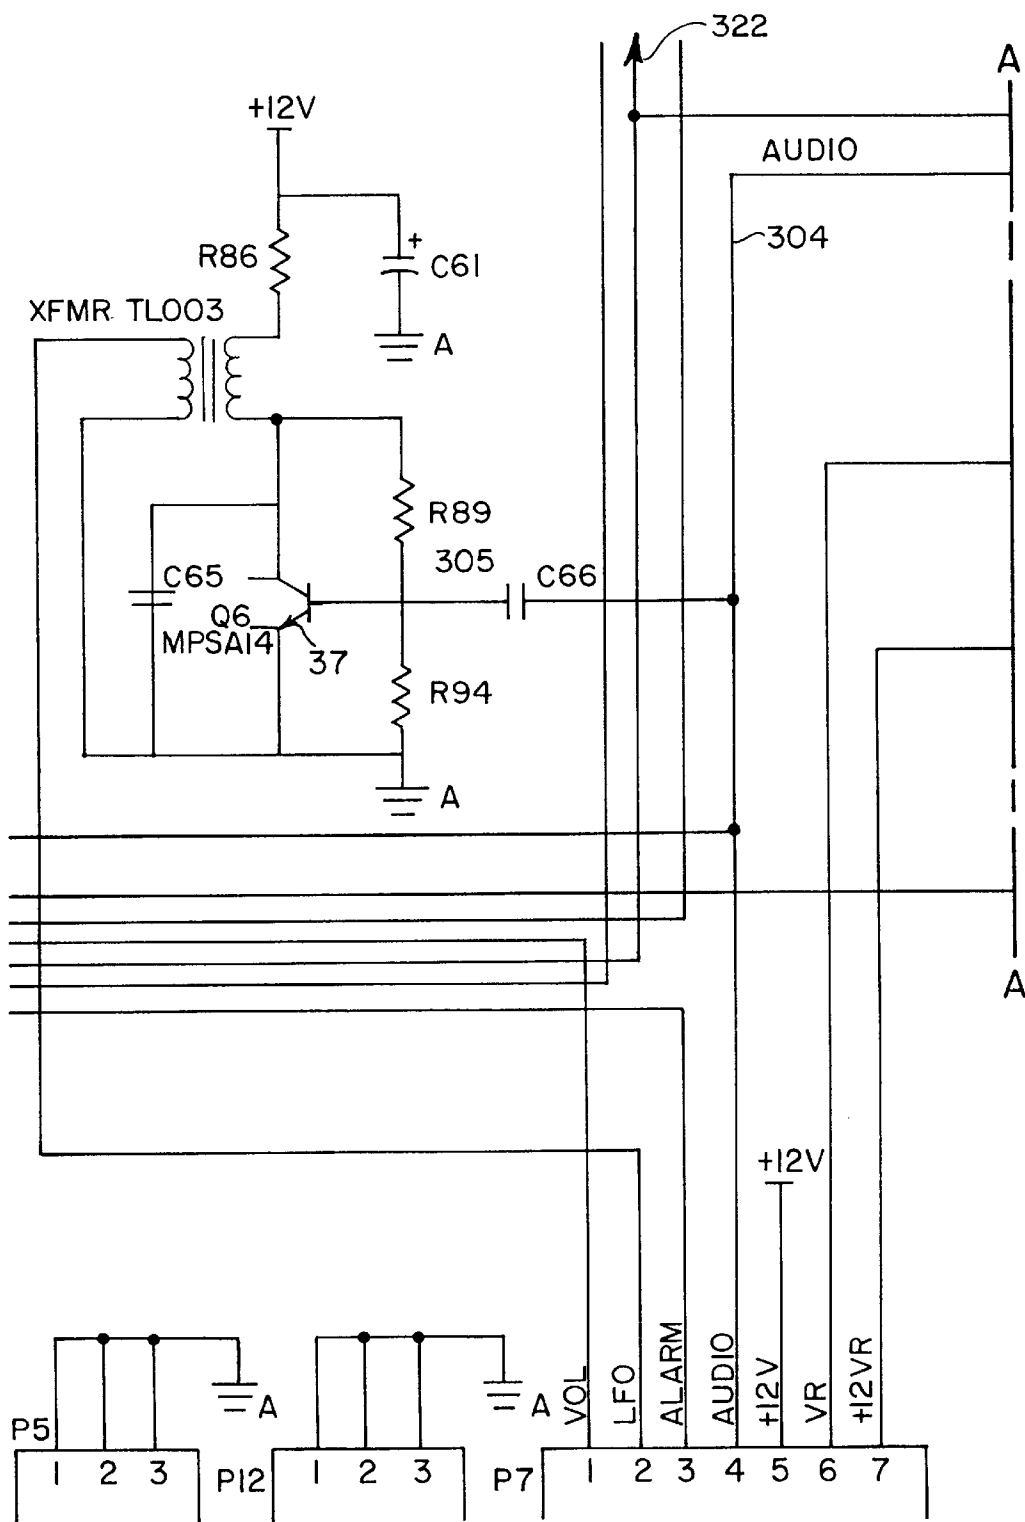 322
A
+12V
AUDIO
R86
+
C61
304
XFMR TL003
A
R89
305
C65
C66
Q6
MPSA14
37
R94
A
A
+12V
VOL
LFO
ALARM
AUDIO
+12V
VR
+12VR
A
A
P5
1 2 3
P12
1 2 3
P7
1 2 3 4 5 6 7